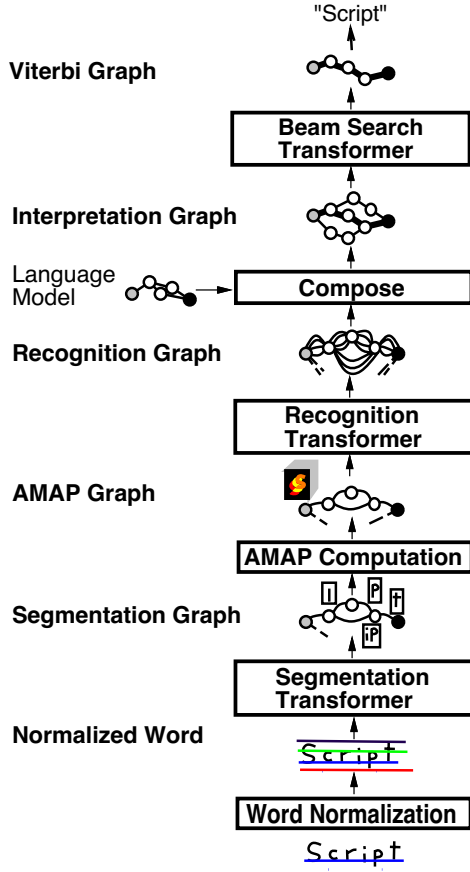 "Script"
Viterbi Graph
Beam Search
Transformer
Interpretation Graph
Language
Model
Compose
Recognition Graph
Recognition
Transformer
AMAP Graph
AMAP Computation
Segmentation Graph
i p t
ip
Segmentation
Transformer
Normalized Word
Script
Word Normalization
Script